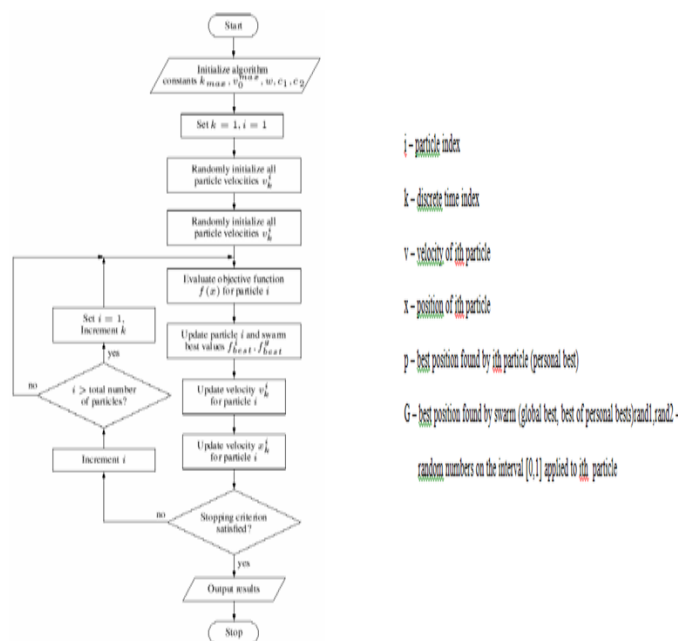 Start
Initialize algorithm
constants k_max, v_0^max, w, c_1, c_2
Set k = 1, i = 1
Randomly initialize all
particle velocities v_k^i
Randomly initialize all
particle velocities v_k^i
Evaluate objective function
f(x) for particle i
Update particle i and swarm
best values f_best^i, f_best^g
Update velocity v_k^i
for particle i
Update velocity x_k^i
for particle i
Stopping criterion
satisfied?
yes
Output results
Stop
no
Increment i
i > total number
of particles?
no
yes
Set i = 1,
Increment k
i – particle index
k – discrete time index
v – velocity of ith particle
x – position of ith particle
p – best position found by ith particle (personal best)
G – best position found by swarm (global best, best of personal bests)rand1,rand2 –
random numbers on the interval [0,1] applied to ith particle